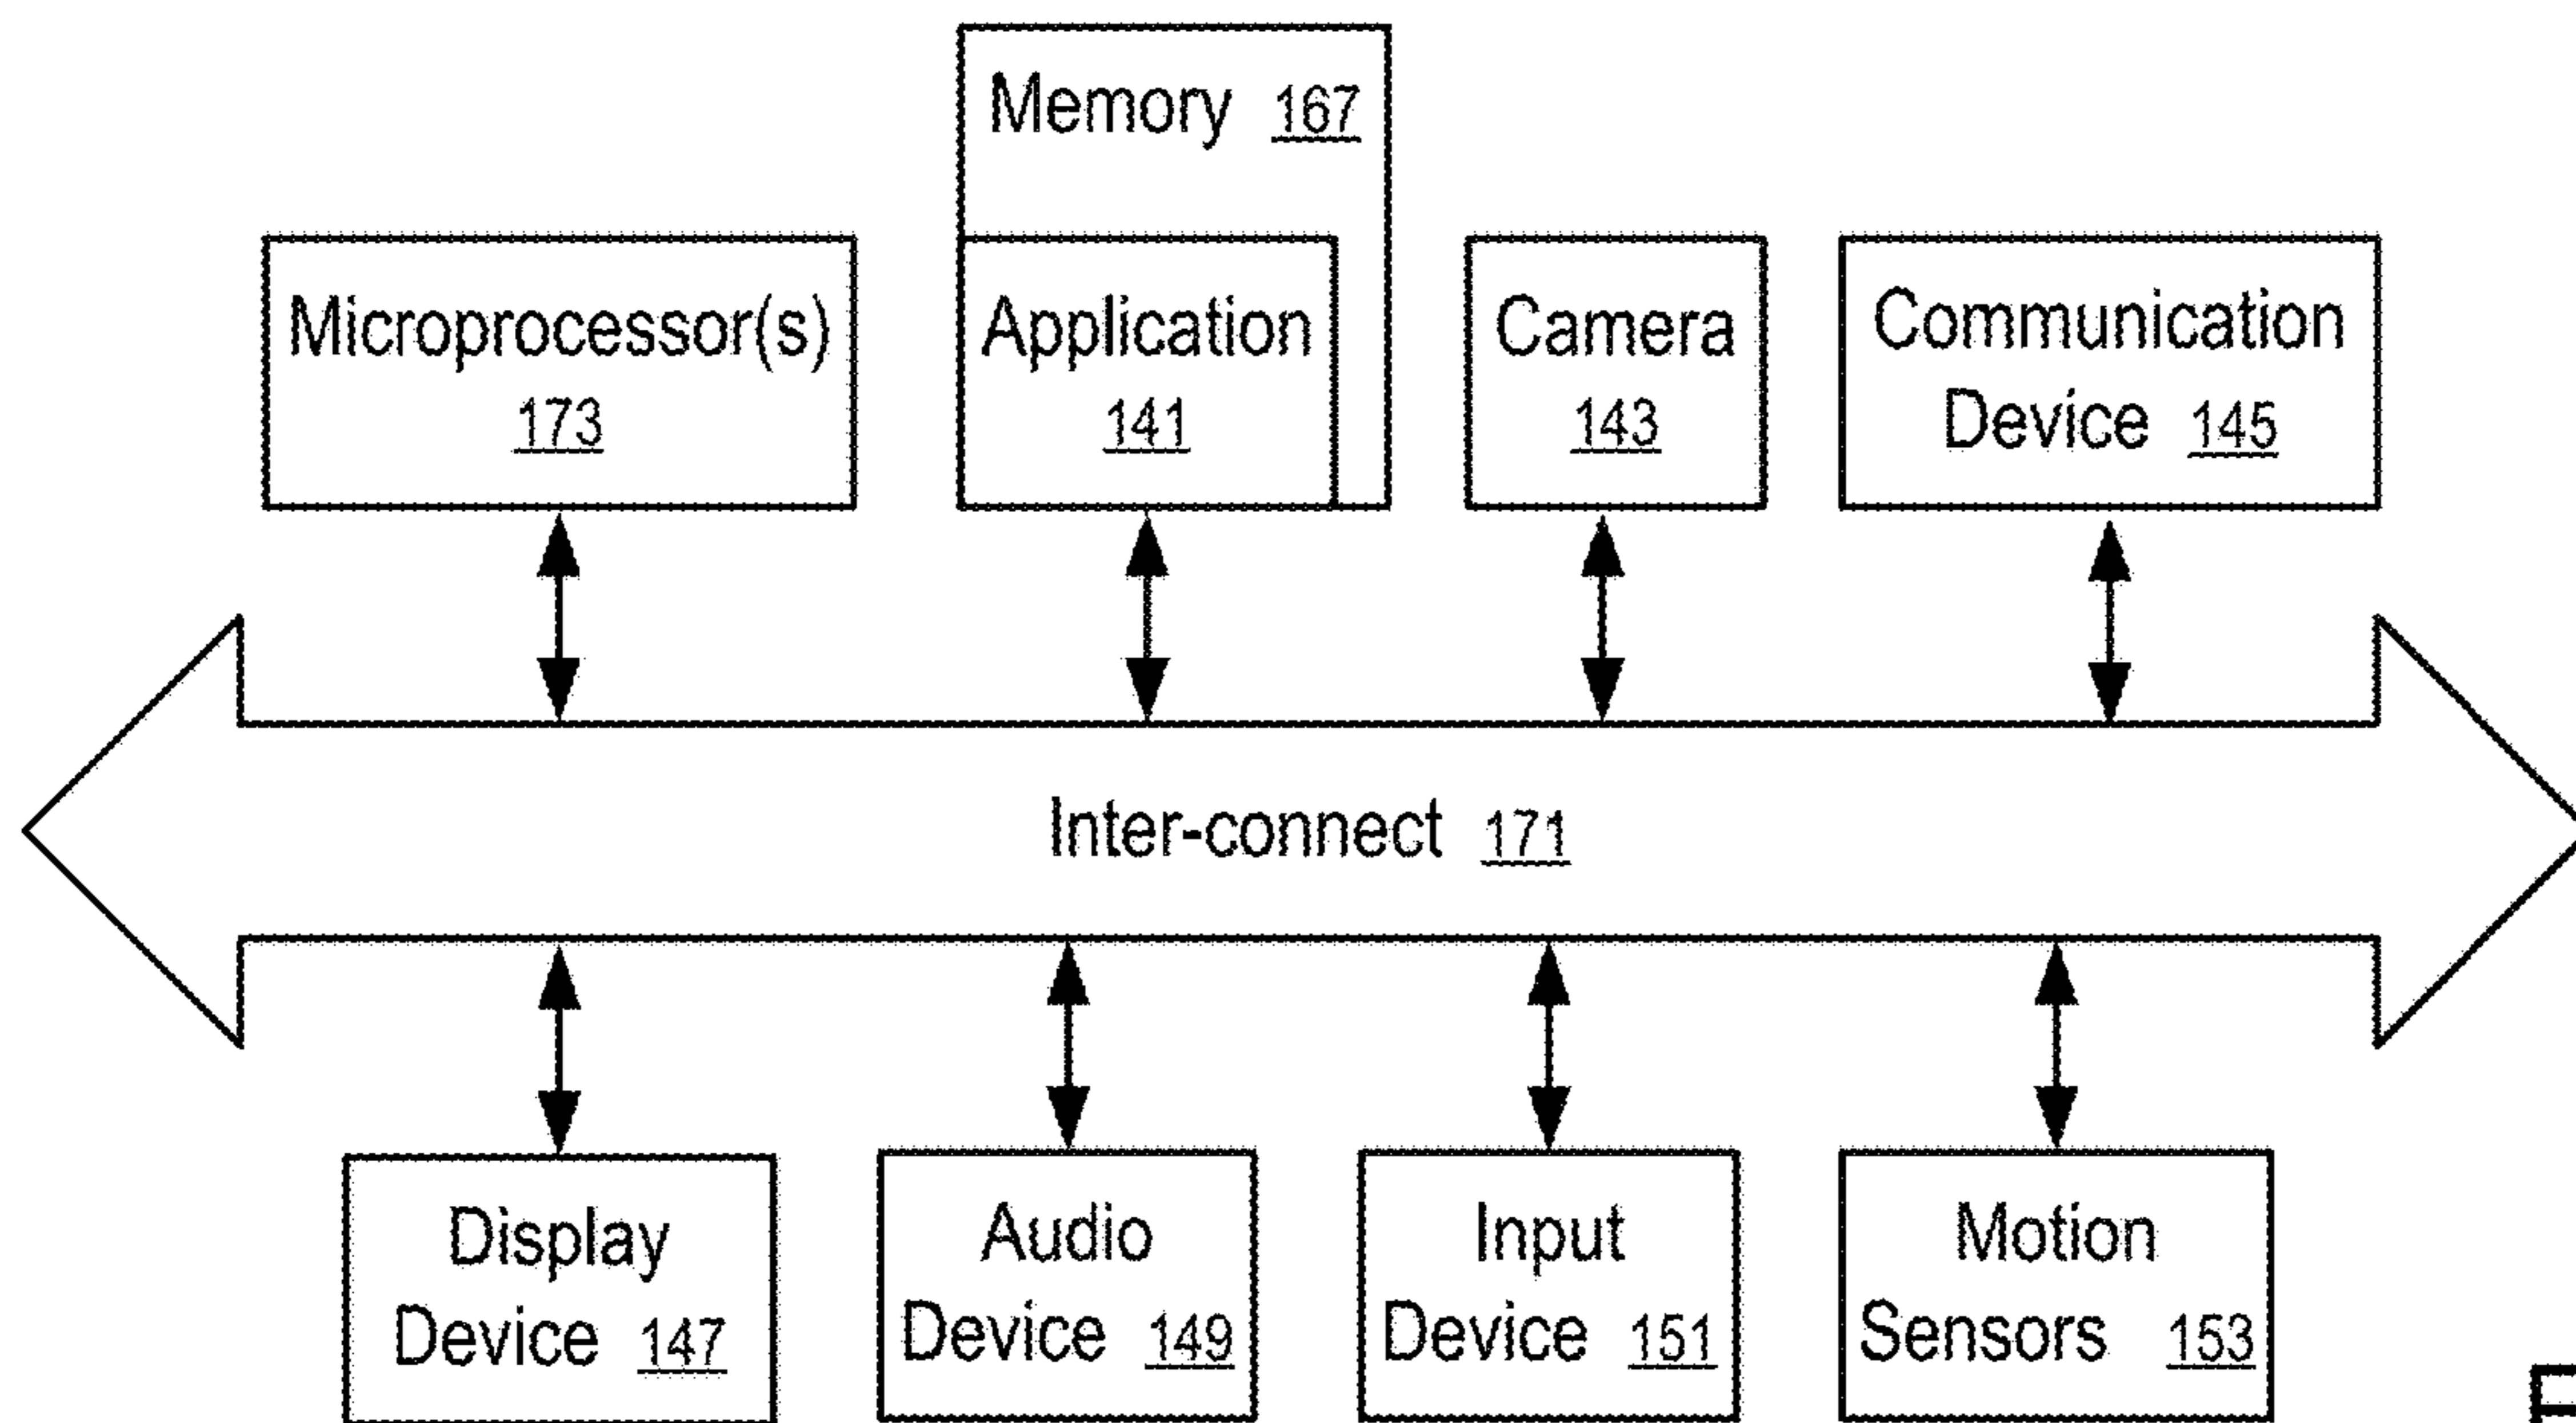 Memory 167
Microprocessor(s)
173
Application
141
Camera
143
Communication
Device 145
Inter-connect 171
Display
Device 147
Audio
Device 149
Input
Device 151
Motion
Sensors 153